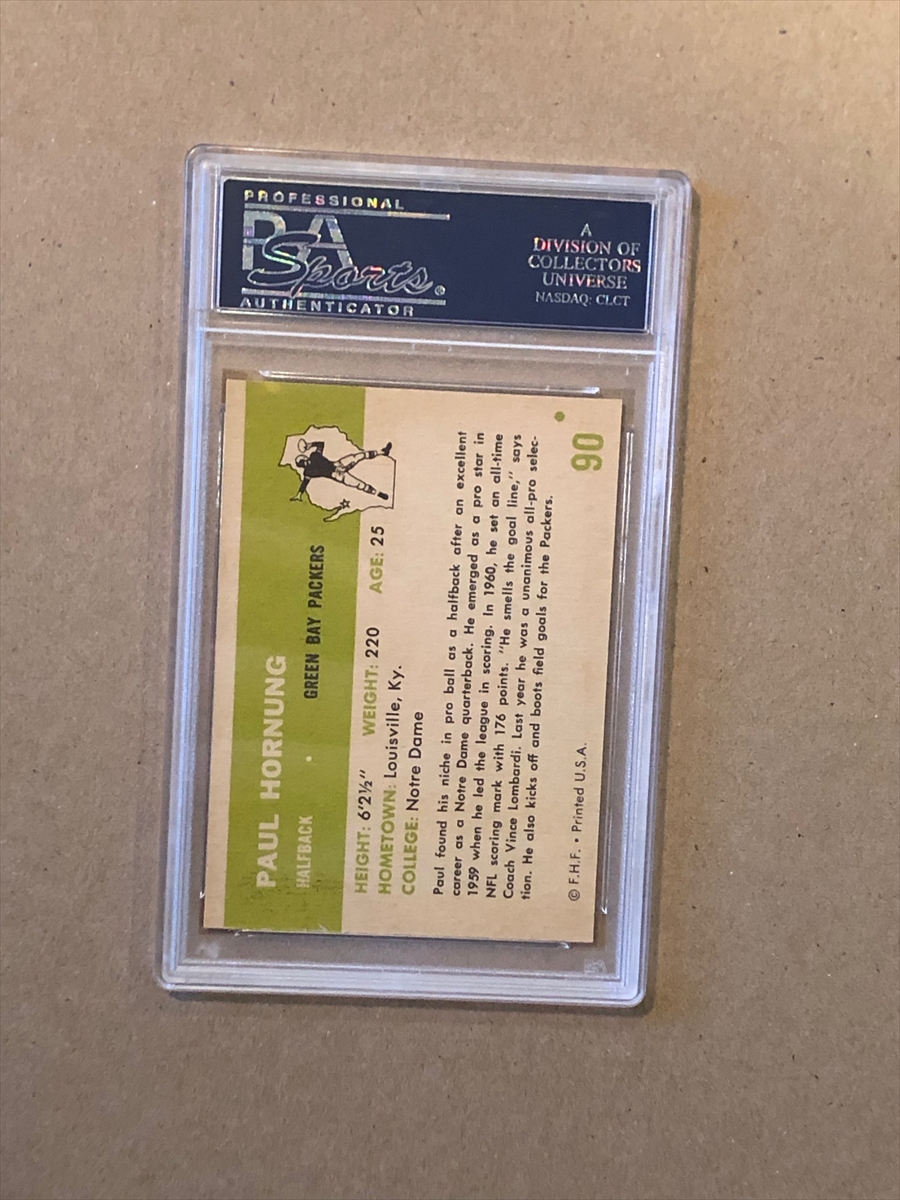 PROFESSIONAL
PSA
Sports®
AUTHENTICATOR
A
DIVISION OF
COLLECTORS
UNIVERSE
NASDAQ: CLCT
PAUL HORNUNG
HALFBACK • GREEN BAY PACKERS
HEIGHT: 6'2½" WEIGHT: 220 AGE: 25
HOMETOWN: Louisville, Ky.
COLLEGE: Notre Dame
Paul found his niche in pro ball as a halfback after an excellent
career as a Notre Dame quarterback. He emerged as a pro star in
1959 when he led the league in scoring. In 1960, he set an all-time
NFL scoring mark with 176 points. "He smells the goal line," says
Coach Vince Lombardi. Last year he was a unanimous all-pro selec-
tion. He also kicks off and boots field goals for the Packers.
© F.H.F. • Printed U.S.A.
90